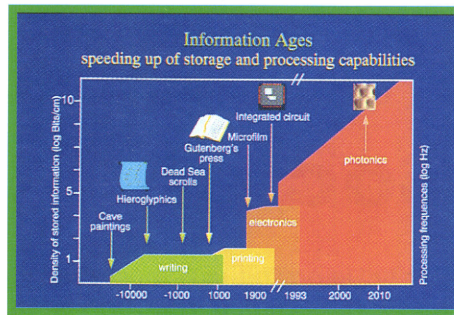 Information Ages
speeding up of storage and processing capabilities
Density of stored information (log Bits/cm)
10
5
1
Cave
paintings
Hieroglyphics
Dead Sea
scrolls
Gutenberg's
press
Microfilm
Integrated circuit
photonics
electronics
printing
writing
-10000
-1000
1000
1900
1993
2000
2010
Processing frequences (log Hz)